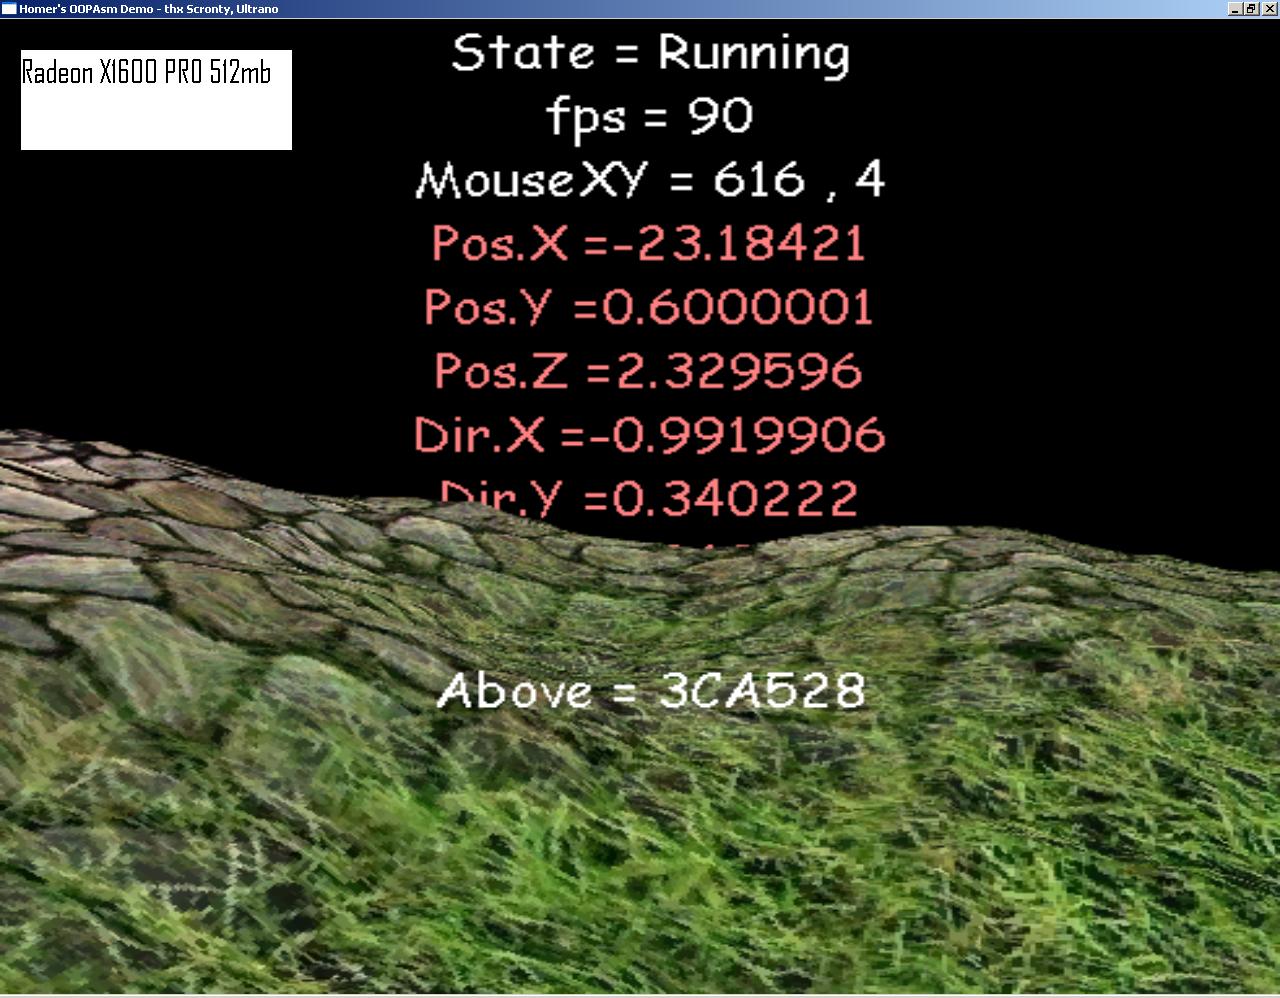 Homer's OOPAsm Demo - thx Scronty, Ultrano
Radeon X1600 PRO 512mb
State = Running
fps = 90
MouseXY = 616 , 4
Pos.X =-23.18421
Pos.Y =0.6000001
Pos.Z =2.329596
Dir.X =-0.9919906
Dir.Y =0.340222
Above = 3CA528